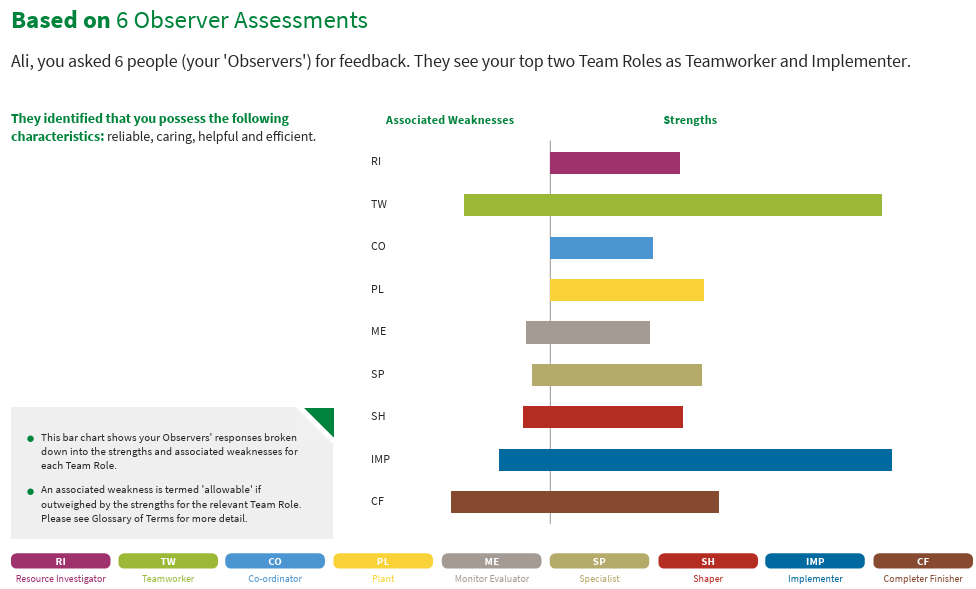 Based on 6 Observer Assessments
Ali, you asked 6 people (your 'Observers') for feedback. They see your top two Team Roles as Teamworker and Implementer.
They identified that you possess the following
characteristics: reliable, caring, helpful and efficient.
Associated Weaknesses
Strengths
RI
TW
CO
PL
ME
SP
SH
IMP
CF
This bar chart shows your Observers' responses broken
down into the strengths and associated weaknesses for
each Team Role.
An associated weakness is termed 'allowable' if
outweighed by the strengths for the relevant Team Role.
Please see Glossary of Terms for more detail.
RI
TW
CO
PL
ME
SP
SH
IMP
CF
Resource Investigator
Teamworker
Co-ordinator
Plant
Monitor Evaluator
Specialist
Shaper
Implementer
Completer Finisher